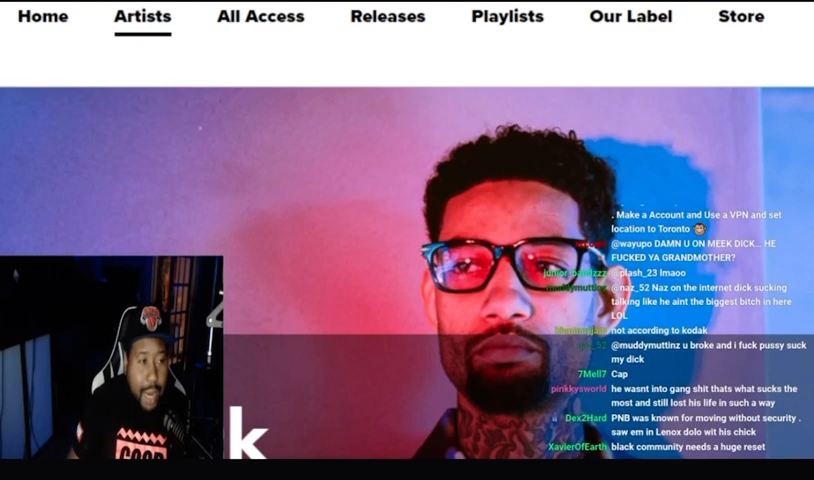 Home Artists All Access Releases Playlists Our Label Store
. Make a Account and Use a VPN and set
location to Toronto
@wayupo DAMN U ON MEEK DICK... HE
FUCKED YA GRANDMOTHER?
@plash_23 lmaoo
muddymuttinz @naz_52 Naz on the internet dick sucking
talking like he aint the biggest bitch in here
LOL
not according to kodak
naz_52 @muddymuttinz u broke and i fuck pussy suck
my dick
7Mell7 Cap
pinkkysworld he wasnt into gang shit thats what sucks the
most and still lost his life in such a way
Dex2Hard PNB was known for moving without security .
saw em in Lenox dolo wit his chick
XavierOfEarth black community needs a huge reset
k
GOOD